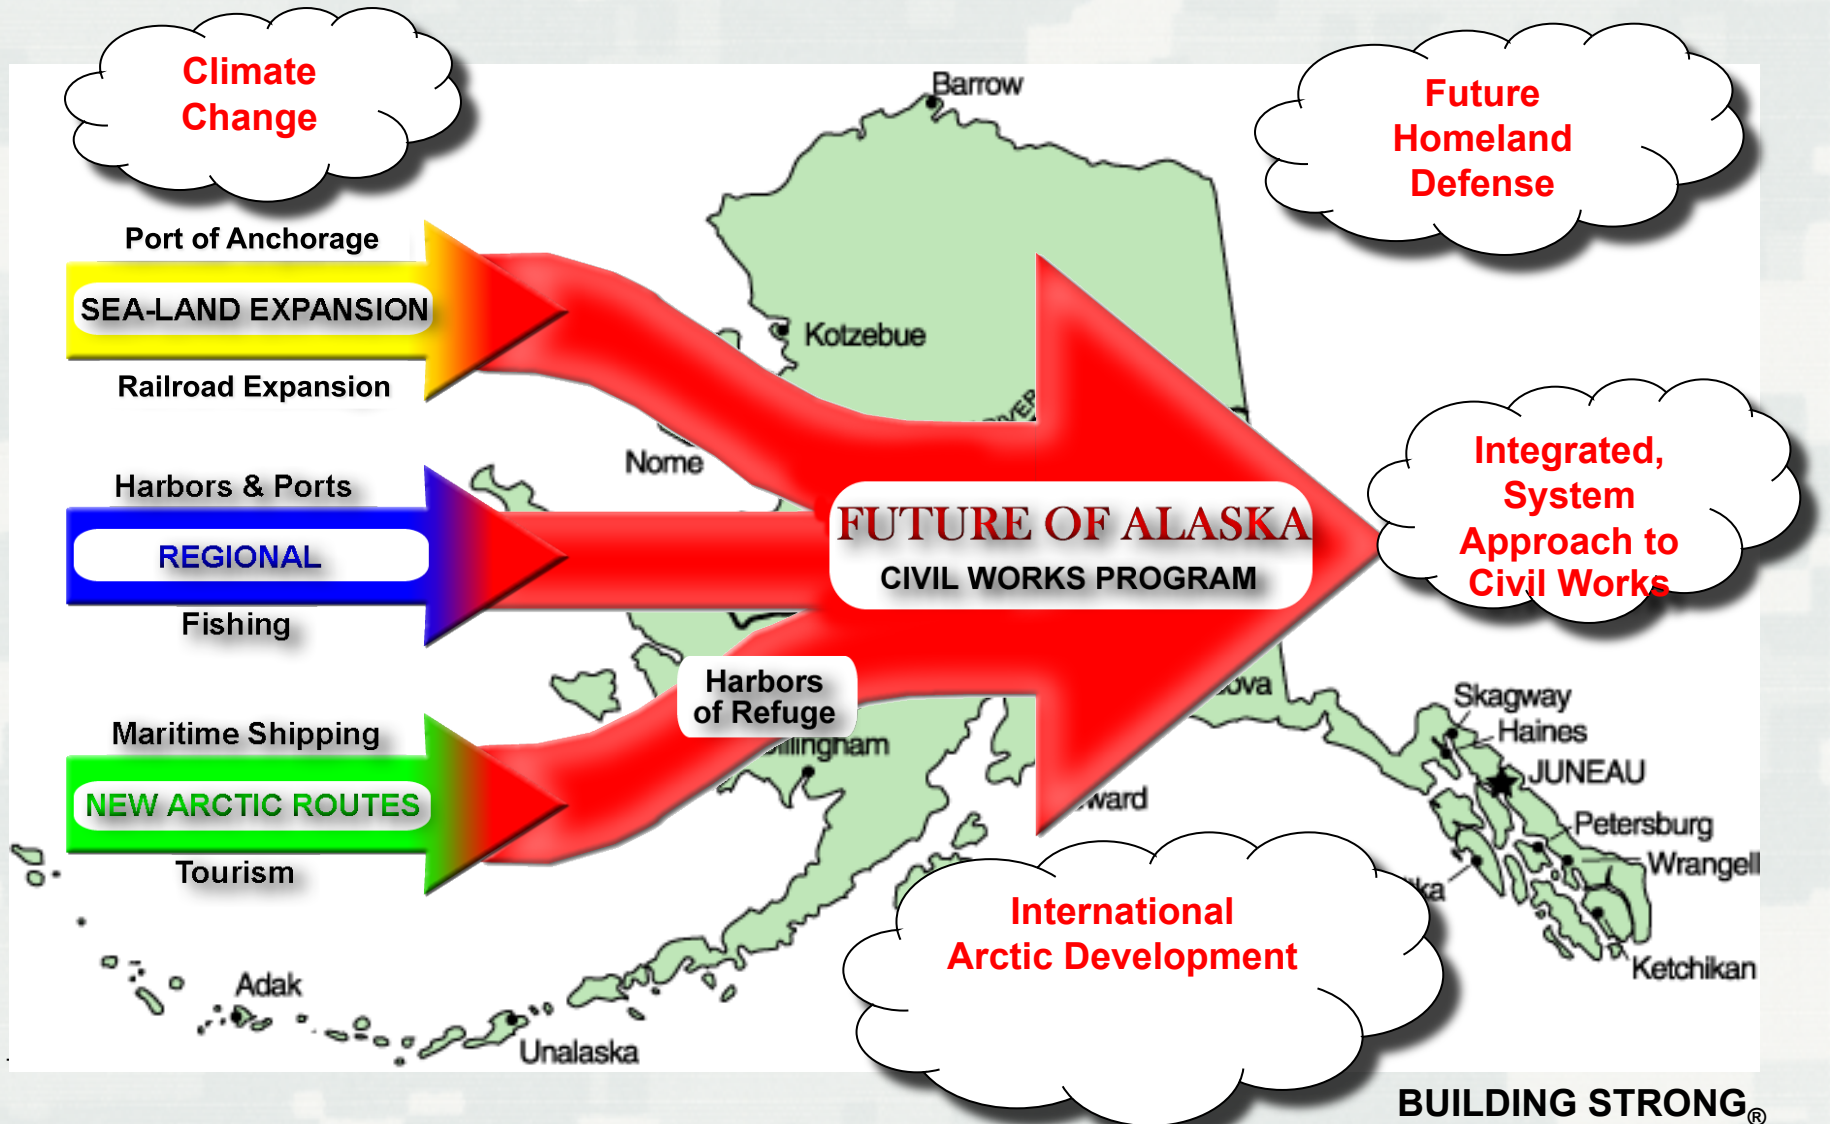 Climate
Change
Future
Homeland
Defense
Barrow
Port of Anchorage
SEA-LAND EXPANSION
Railroad Expansion
Kotzebue
Nome
Harbors & Ports
REGIONAL
Fishing
FUTURE OF ALASKA
CIVIL WORKS PROGRAM
Integrated,
System
Approach to
Civil Works
Harbors
of Refuge
Maritime Shipping
NEW ARCTIC ROUTES
Tourism
Skagway
Haines
JUNEAU
Petersburg
Wrangell
Ketchikan
International
Arctic Development
Adak
Unalaska
BUILDING STRONG®